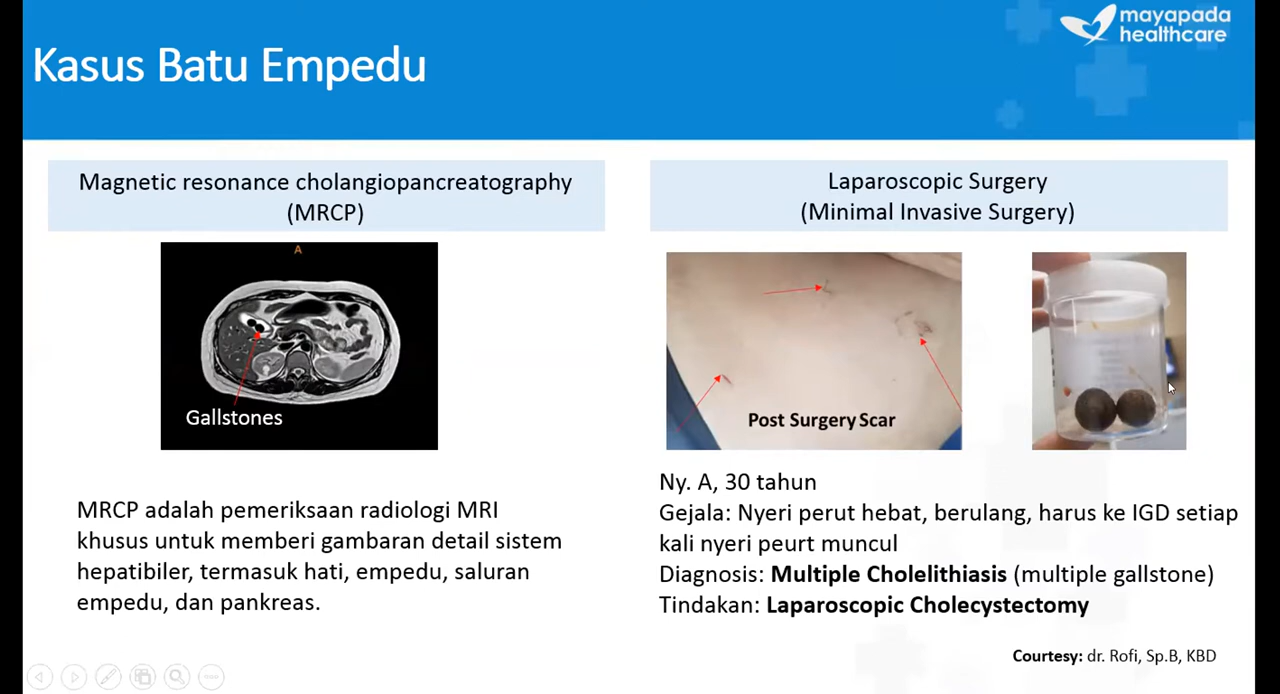 mayapada
healthcare
Kasus Batu Empedu
Magnetic resonance cholangiopancreatography
(MRCP)
A
Gallstones
MRCP adalah pemeriksaan radiologi MRI
khusus untuk memberi gambaran detail sistem
hepatibiler, termasuk hati, empedu, saluran
empedu, dan pankreas.
Laparoscopic Surgery
(Minimal Invasive Surgery)
Post Surgery Scar
Ny. A, 30 tahun
Gejala: Nyeri perut hebat, berulang, harus ke IGD setiap
kali nyeri peurt muncul
Diagnosis: Multiple Cholelithiasis (multiple gallstone)
Tindakan: Laparoscopic Cholecystectomy
Courtesy: dr. Rofi, Sp.B, KBD